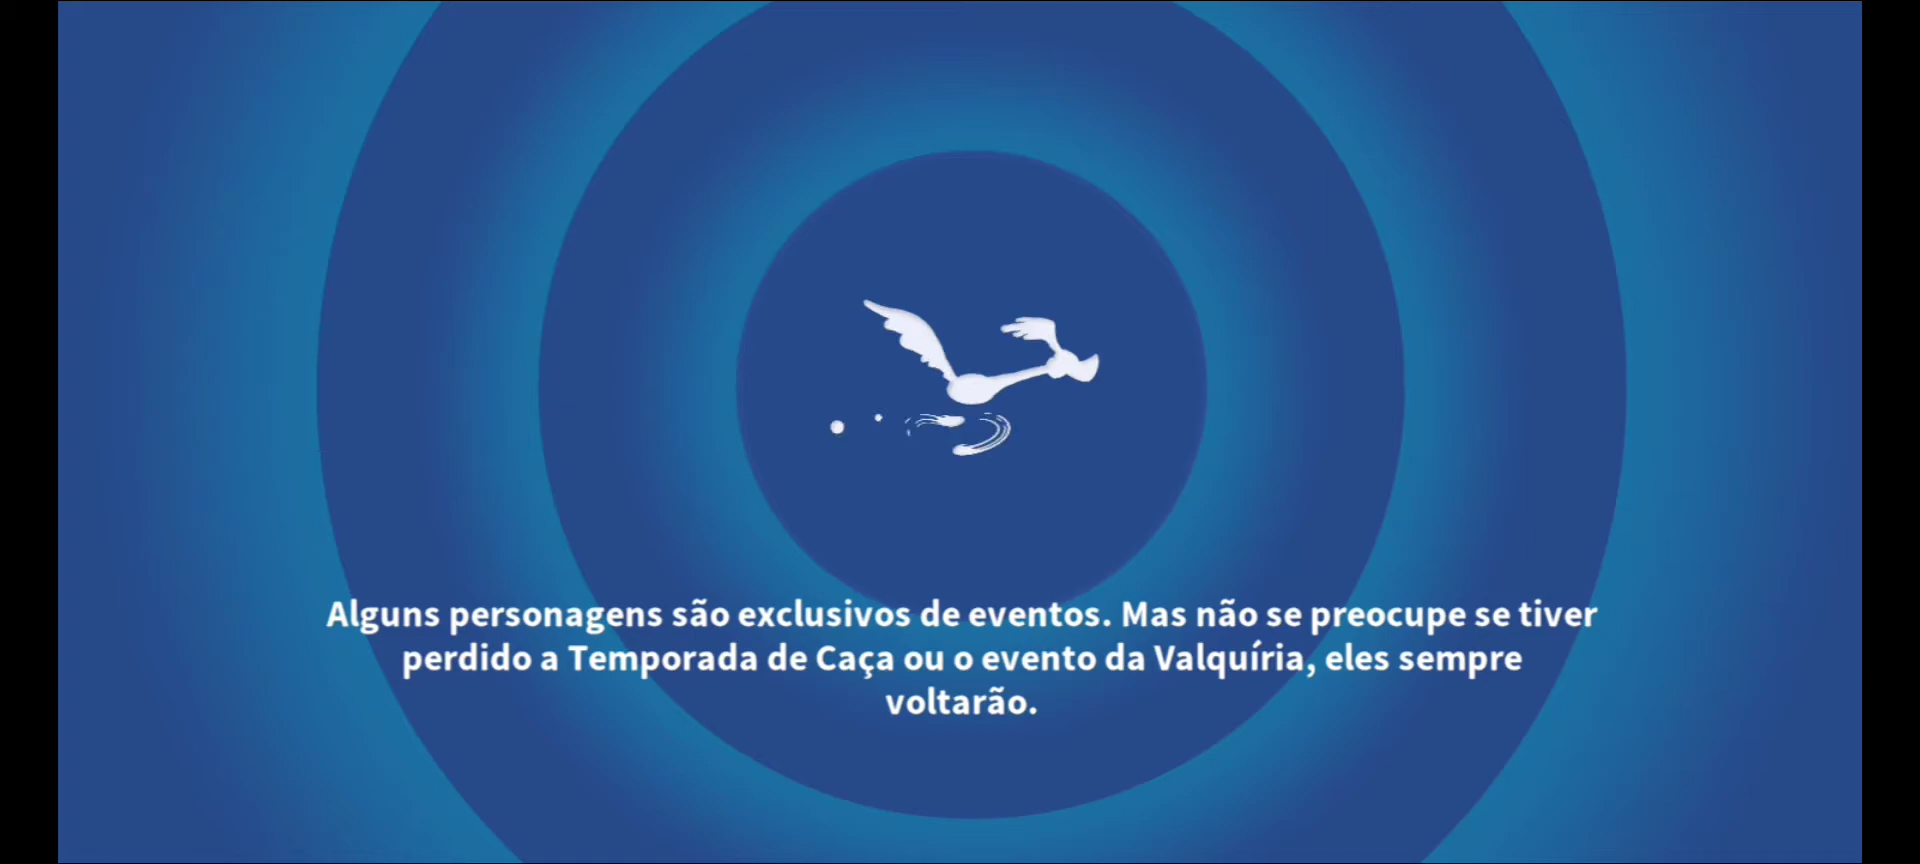 Alguns personagens são exclusivos de eventos. Mas não se preocupe se tiver
perdido a Temporada de Caça ou o evento da Valquíria, eles sempre
voltarão.